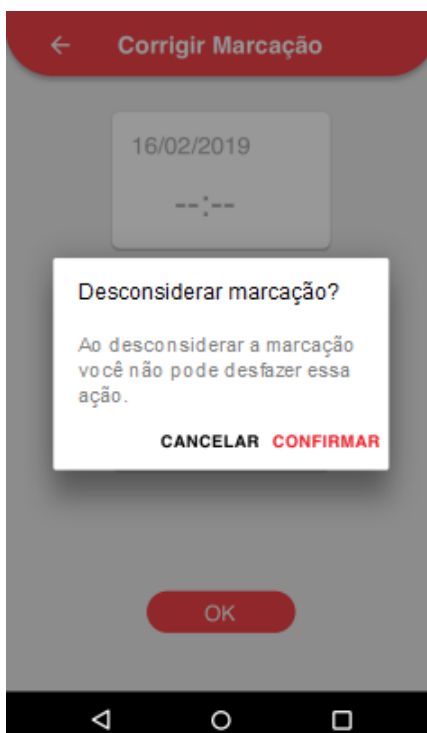 Corrigir Marcação
16/02/2019
--:--
Desconsiderar marcação?
Ao desconsiderar a marcação
você não pode desfazer essa
ação.
CANCELAR CONFIRMAR
OK